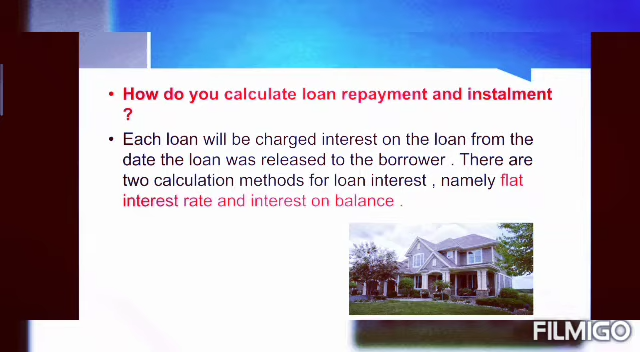 • How do you calculate loan repayment and instalment
?
• Each loan will be charged interest on the loan from the
date the loan was released to the borrower . There are
two calculation methods for loan interest , namely flat
interest rate and interest on balance .
FILMIGO